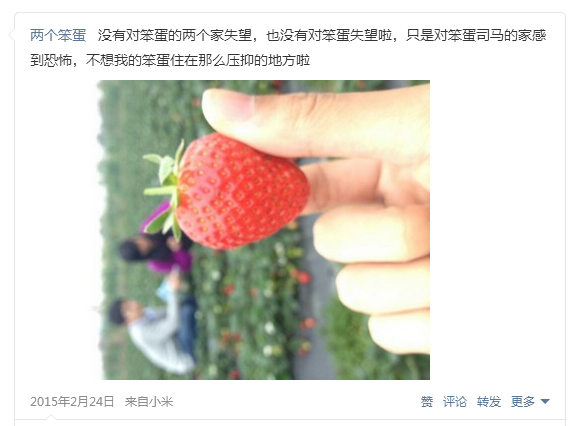 两个笨蛋 没有对笨蛋的两个家失望，也没有对笨蛋失望啦，只是对笨蛋司马的家感
到恐怖，不想我的笨蛋住在那么压抑的地方啦
2015年2月24日 来自小米 赞 评论 转发 更多